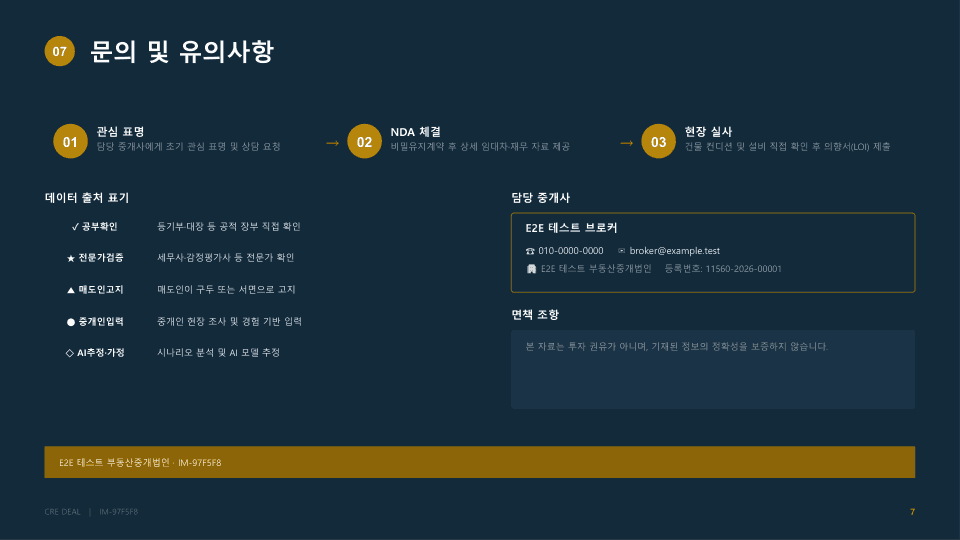 07 문의 및 유의사항
01 관심 표명
담당 중개사에게 조기 관심 표명 및 상담 요청
→
02 NDA 체결
비밀유지계약 후 상세 임대차·재무 자료 제공
→
03 현장 실사
건물 컨디션 및 설비 직접 확인 후 의향서(LOI) 제출
데이터 출처 표기
✓ 공부확인 등기부·대장 등 공적 장부 직접 확인
★ 전문가검증 세무사·감정평가사 등 전문가 확인
▲ 매도인고지 매도인이 구두 또는 서면으로 고지
● 중개인입력 중개인 현장 조사 및 경험 기반 입력
◇ AI추정·가정 시나리오 분석 및 AI 모델 추정
담당 중개사
E2E 테스트 브로커
☎ 010-0000-0000 ✉ broker@example.test
🏢 E2E 테스트 부동산중개법인 등록번호: 11560-2026-00001
면책 조항
본 자료는 투자 권유가 아니며, 기재된 정보의 정확성을 보증하지 않습니다.
E2E 테스트 부동산중개법인 · IM-97F5F8
CRE DEAL | IM-97F5F8
7